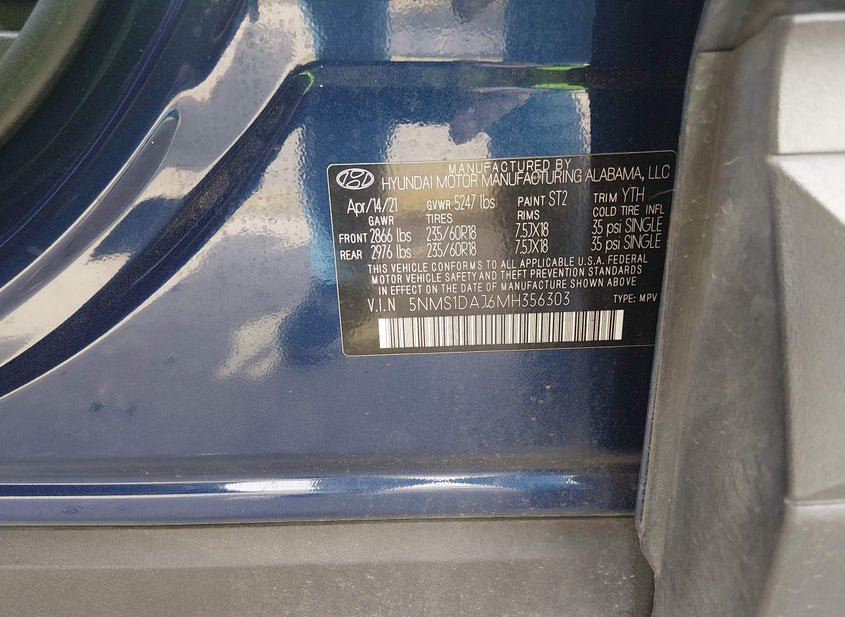 MANUFACTURED BY
HYUNDAI MOTOR MANUFACTURING ALABAMA, LLC
Apr/14/21 GVWR 5247 lbs PAINT ST2 TRIM YTH
GAWR TIRES RIMS COLD TIRE INFL
FRONT 2866 lbs 235/60R18 7.5JX18 35 psi SINGLE
REAR 2976 lbs 235/60R18 7.5JX18 35 psi SINGLE
THIS VEHICLE CONFORMS TO ALL APPLICABLE U.S.A. FEDERAL
MOTOR VEHICLE SAFETY AND THEFT PREVENTION STANDARDS
IN EFFECT ON THE DATE OF MANUFACTURE SHOWN ABOVE
V.I.N 5NMS1DAJ6MH356303 TYPE: MPV